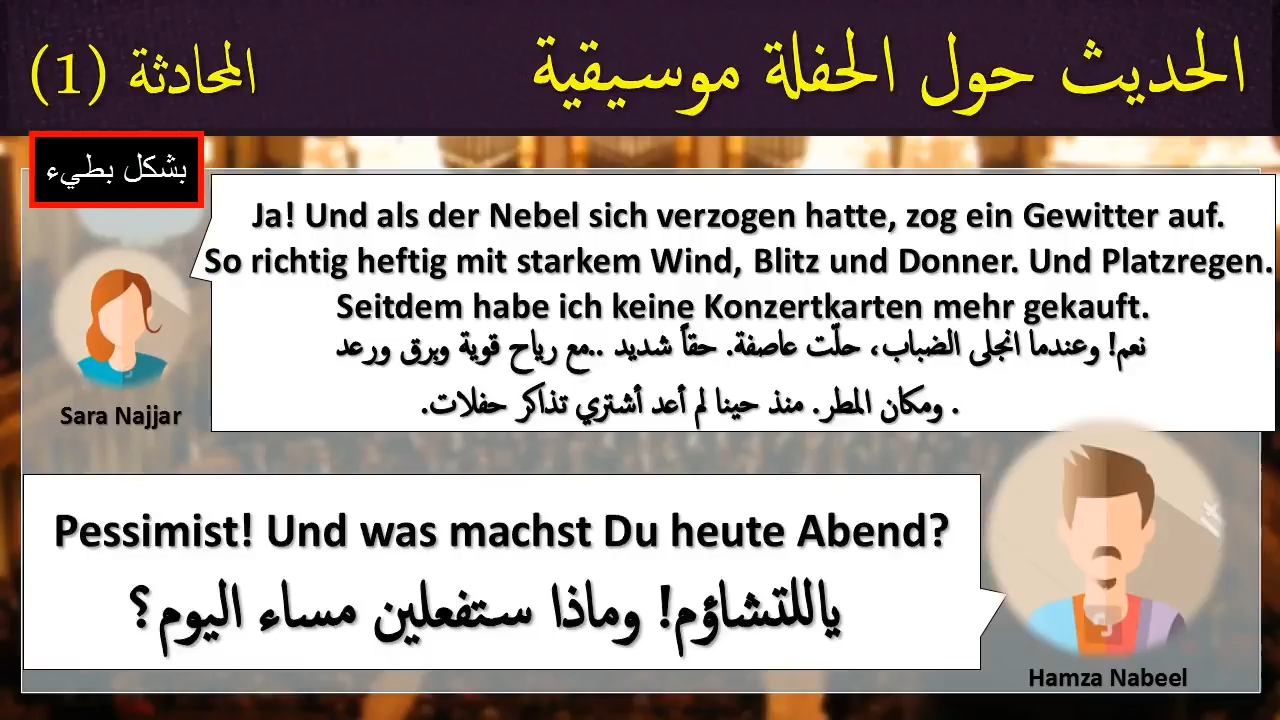 الحديث حول الحفلة موسيقية
المحادثة (1)
بشكل بطيء
Ja! Und als der Nebel sich verzogen hatte, zog ein Gewitter auf.
So richtig heftig mit starkem Wind, Blitz und Donner. Und Platzregen.
Seitdem habe ich keine Konzertkarten mehr gekauft.
نعم! وعندما انجلى الضباب، حلّت عاصفة. حقاً شديد ..مع رياح قوية وبرق ورعد
. ومكان المطر. منذ حينا لم أعد أشتري تذاكر حفلات.
Sara Najjar
Pessimist! Und was machst Du heute Abend?
ياللتشاؤم! وماذا ستفعلين مساء اليوم؟
Hamza Nabeel